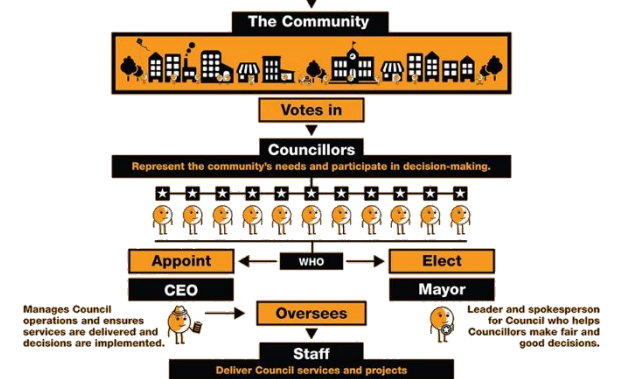 The Community
Votes in
Councillors
Represent the community's needs and participate in decision-making.
Appoint
WHO
Elect
CEO
Mayor
Manages Council
operations and ensures
services are delivered and
decisions are implemented.
Oversees
Leader and spokesperson
for Council who helps
Councillors make fair and
good decisions.
Staff
Deliver Council services and projects